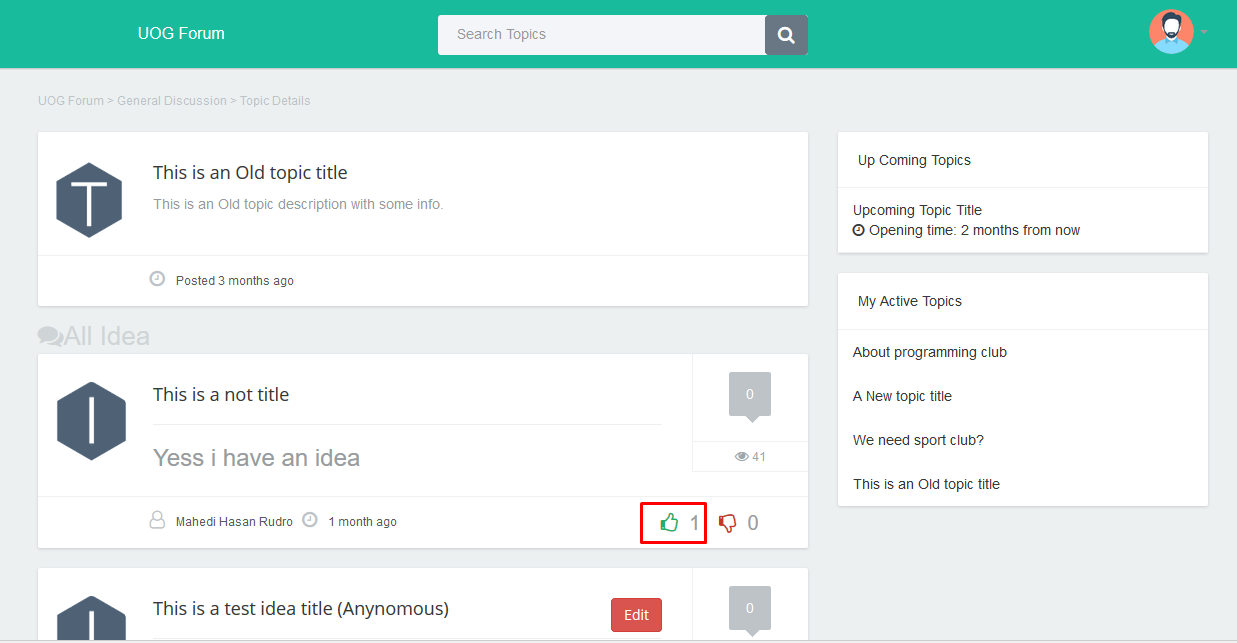 UOG Forum
Search Topics
UOG Forum > General Discussion > Topic Details
T
This is an Old topic title
This is an Old topic description with some info.
Posted 3 months ago
All Idea
I
This is a not title
Yess i have an idea
0
41
Mahedi Hasan Rudro 1 month ago
1 0
I
This is a test idea title (Anynomous)
Edit
0
Up Coming Topics
Upcoming Topic Title
Opening time: 2 months from now
My Active Topics
About programming club
A New topic title
We need sport club?
This is an Old topic title